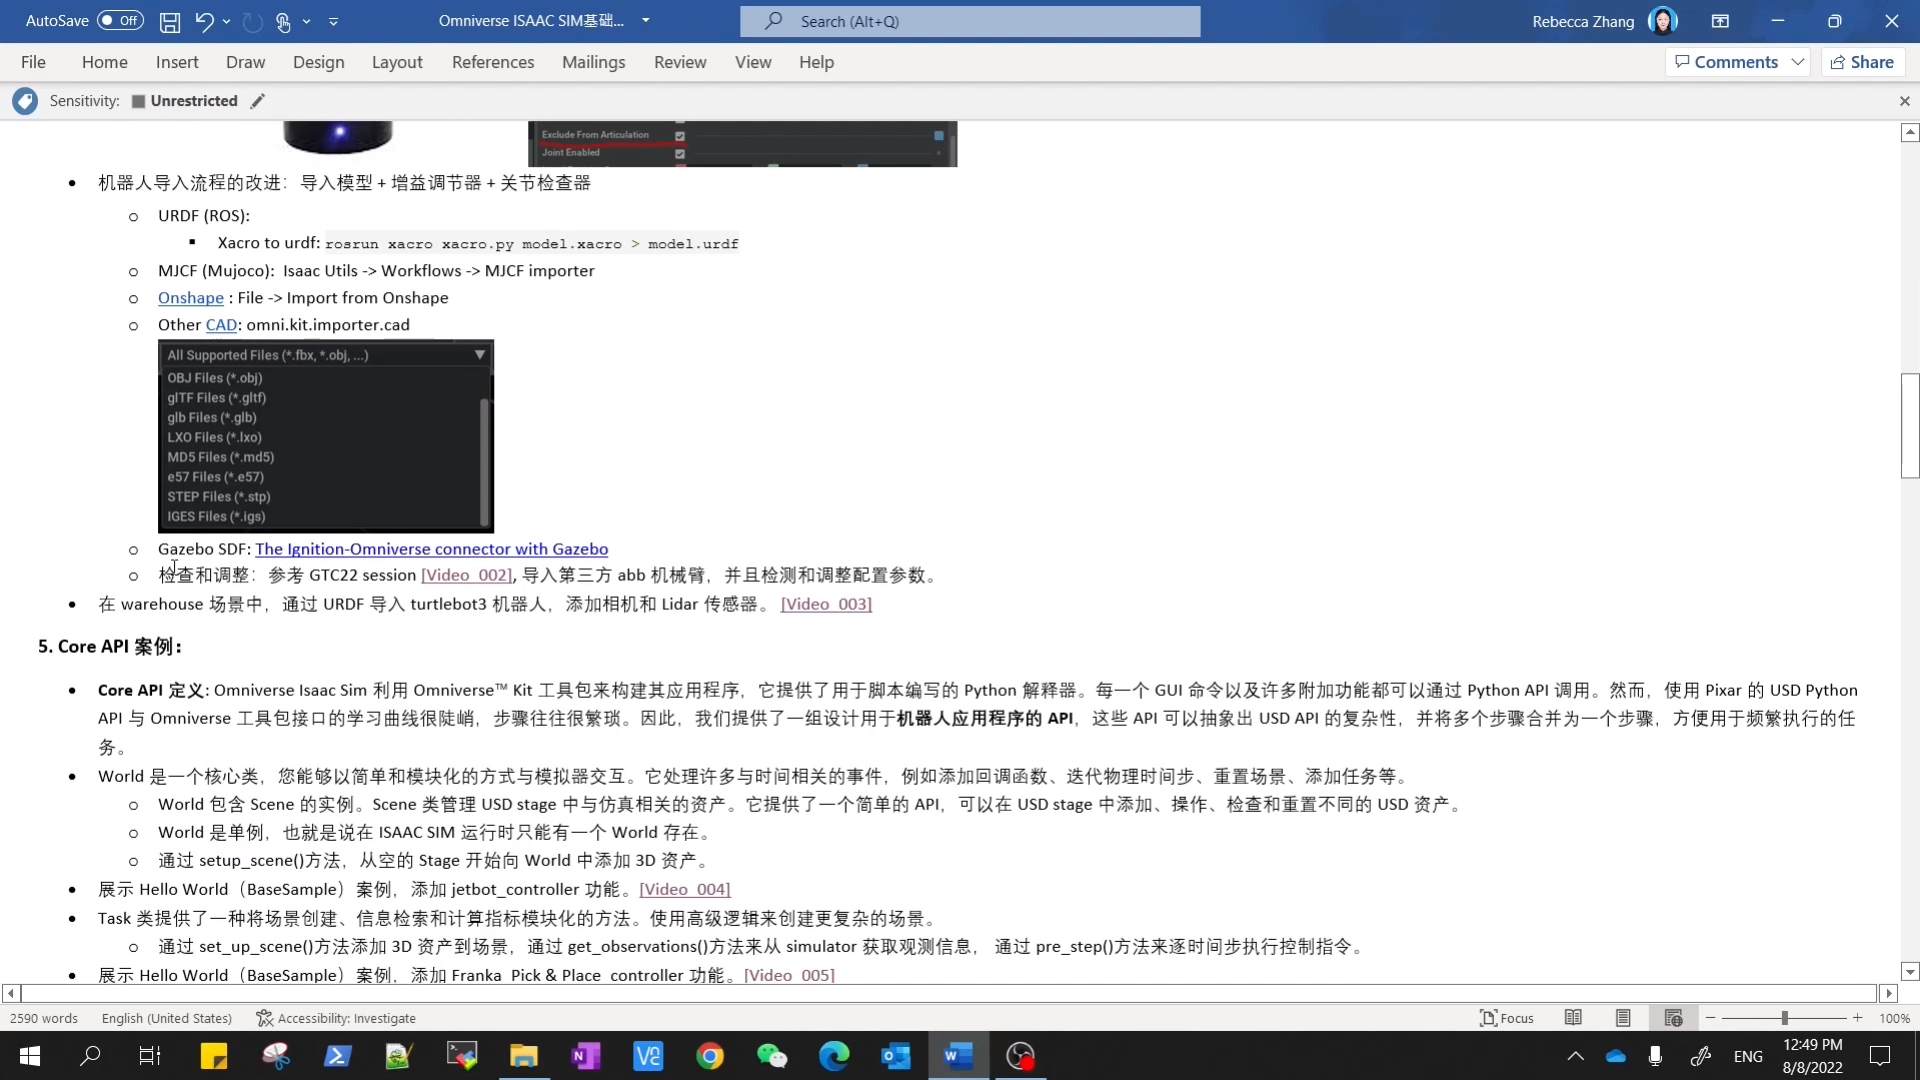 AutoSave Off Omniverse ISAAC SIM基础... Search (Alt+Q) Rebecca Zhang
File Home Insert Draw Design Layout References Mailings Review View Help Comments Share
Sensitivity: Unrestricted
Exclude From Articulation
Joint Enabled
• 机器人导入流程的改进：导入模型 + 增益调节器 + 关节检查器
o URDF (ROS):
▪ Xacro to urdf: rosrun xacro xacro.py model.xacro > model.urdf
o MJCF (Mujoco): Isaac Utils -> Workflows -> MJCF importer
o Onshape : File -> Import from Onshape
o Other CAD: omni.kit.importer.cad
All Supported Files (*.fbx, *.obj, ...)
OBJ Files (*.obj)
glTF Files (*.gltf)
glb Files (*.glb)
LXO Files (*.lxo)
MD5 Files (*.md5)
e57 Files (*.e57)
STEP Files (*.stp)
IGES Files (*.igs)
o Gazebo SDF: The Ignition-Omniverse connector with Gazebo
o 检查和调整：参考 GTC22 session [Video_002], 导入第三方 abb 机械臂，并且检测和调整配置参数。
• 在 warehouse 场景中，通过 URDF 导入 turtlebot3 机器人，添加相机和 Lidar 传感器。 [Video_003]
5. Core API 案例：
• Core API 定义: Omniverse Isaac Sim 利用 Omniverse™ Kit 工具包来构建其应用程序，它提供了用于脚本编写的 Python 解释器。每一个 GUI 命令以及许多附加功能都可以通过 Python API 调用。然而，使用 Pixar 的 USD Python
API 与 Omniverse 工具包接口的学习曲线很陡峭，步骤往往很繁琐。因此，我们提供了一组设计用于机器人应用程序的 API，这些 API 可以抽象出 USD API 的复杂性，并将多个步骤合并为一个步骤，方便用于频繁执行的任
务。
• World 是一个核心类，您能够以简单和模块化的方式与模拟器交互。它处理许多与时间相关的事件，例如添加回调函数、迭代物理时间步、重置场景、添加任务等。
o World 包含 Scene 的实例。Scene 类管理 USD stage 中与仿真相关的资产。它提供了一个简单的 API，可以在 USD stage 中添加、操作、检查和重置不同的 USD 资产。
o World 是单例，也就是说在 ISAAC SIM 运行时只能有一个 World 存在。
o 通过 setup_scene()方法，从空的 Stage 开始向 World 中添加 3D 资产。
• 展示 Hello World（BaseSample）案例，添加 jetbot_controller 功能。[Video_004]
• Task 类提供了一种将场景创建、信息检索和计算指标模块化的方法。使用高级逻辑来创建更复杂的场景。
o 通过 set_up_scene()方法添加 3D 资产到场景，通过 get_observations()方法来从 simulator 获取观测信息， 通过 pre_step()方法来逐时间步执行控制指令。
• 展示 Hello World（BaseSample）案例，添加 Franka_Pick & Place_controller 功能。[Video_005]
2590 words English (United States) Accessibility: Investigate Focus 100%
ENG 12:49 PM
8/8/2022